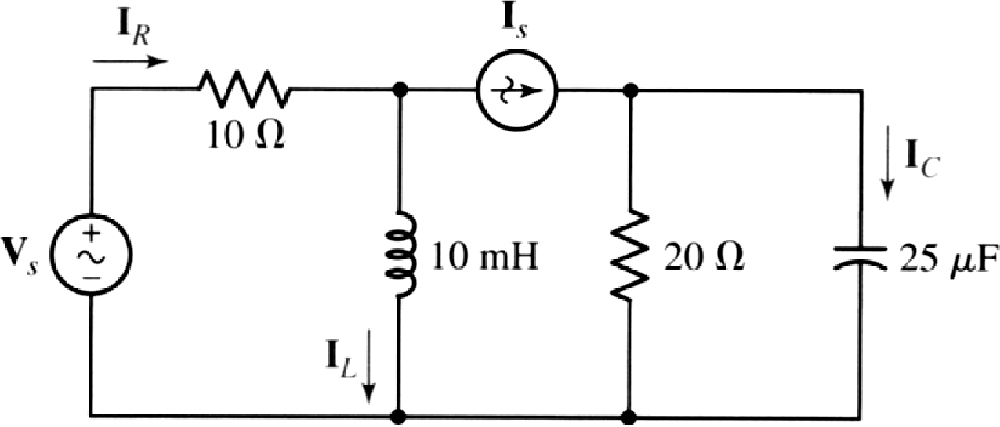 I_R
I_s
10 Ω
I_C
V_s
+
−
10 mH
20 Ω
25 μF
I_L